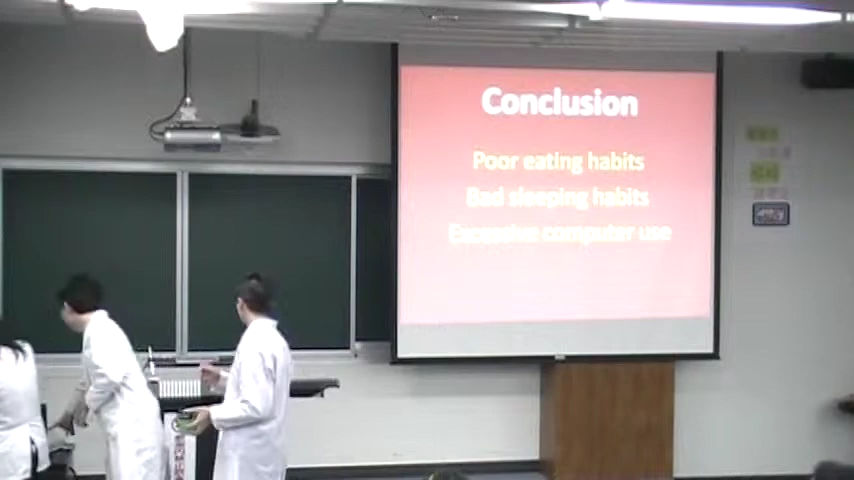 Conclusion
Poor eating habits
Bad sleeping habits
Excessive computer use